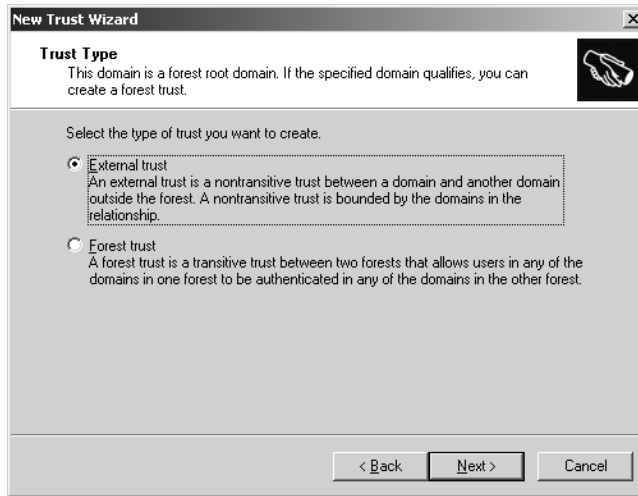 New Trust Wizard
Trust Type
This domain is a forest root domain. If the specified domain qualifies, you can
create a forest trust.
Select the type of trust you want to create.
External trust
An external trust is a nontransitive trust between a domain and another domain
outside the forest. A nontransitive trust is bounded by the domains in the
relationship.
Forest trust
A forest trust is a transitive trust between two forests that allows users in any of the
domains in one forest to be authenticated in any of the domains in the other forest.
< Back Next > Cancel